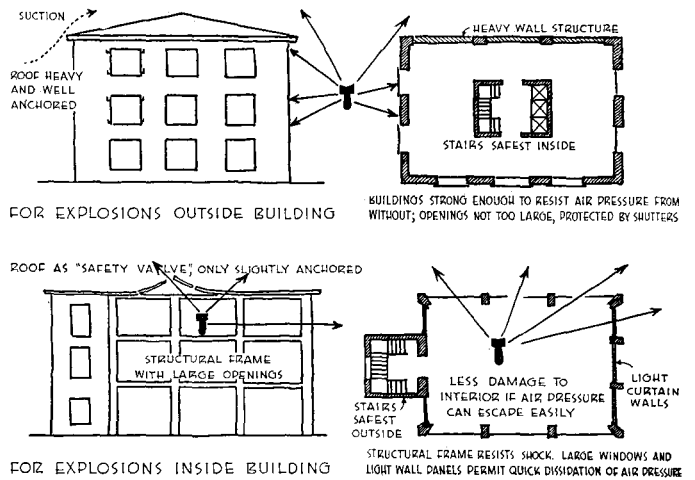 SUCTION
ROOF HEAVY
AND WELL
ANCHORED
HEAVY WALL STRUCTURE
STAIRS SAFEST INSIDE
FOR EXPLOSIONS OUTSIDE BUILDING
BUILDINGS STRONG ENOUGH TO RESIST AIR PRESSURE FROM
WITHOUT; OPENINGS NOT TOO LARGE, PROTECTED BY SHUTTERS
ROOF AS "SAFETY VALVE", ONLY SLIGHTLY ANCHORED
STRUCTURAL FRAME
WITH LARGE OPENINGS
STAIRS
SAFEST
OUTSIDE
LESS DAMAGE TO
INTERIOR IF AIR PRESSURE
CAN ESCAPE EASILY
LIGHT
CURTAIN
WALLS
FOR EXPLOSIONS INSIDE BUILDING
STRUCTURAL FRAME RESISTS SHOCK. LARGE WINDOWS AND
LIGHT WALL PANELS PERMIT QUICK DISSIPATION OF AIR PRESSURE